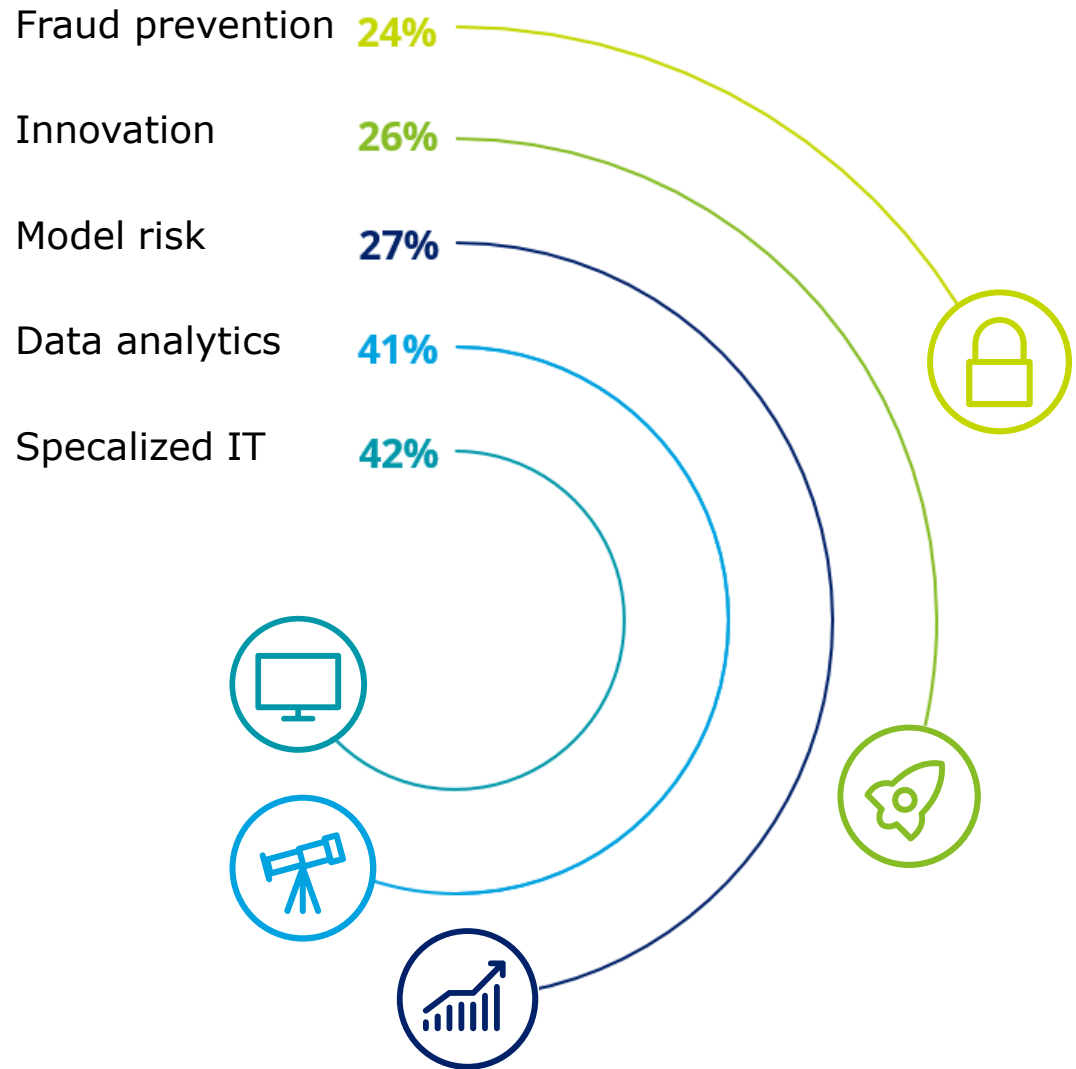 Fraud prevention 24%
Innovation 26%
Model risk 27%
Data analytics 41%
Specalized IT 42%